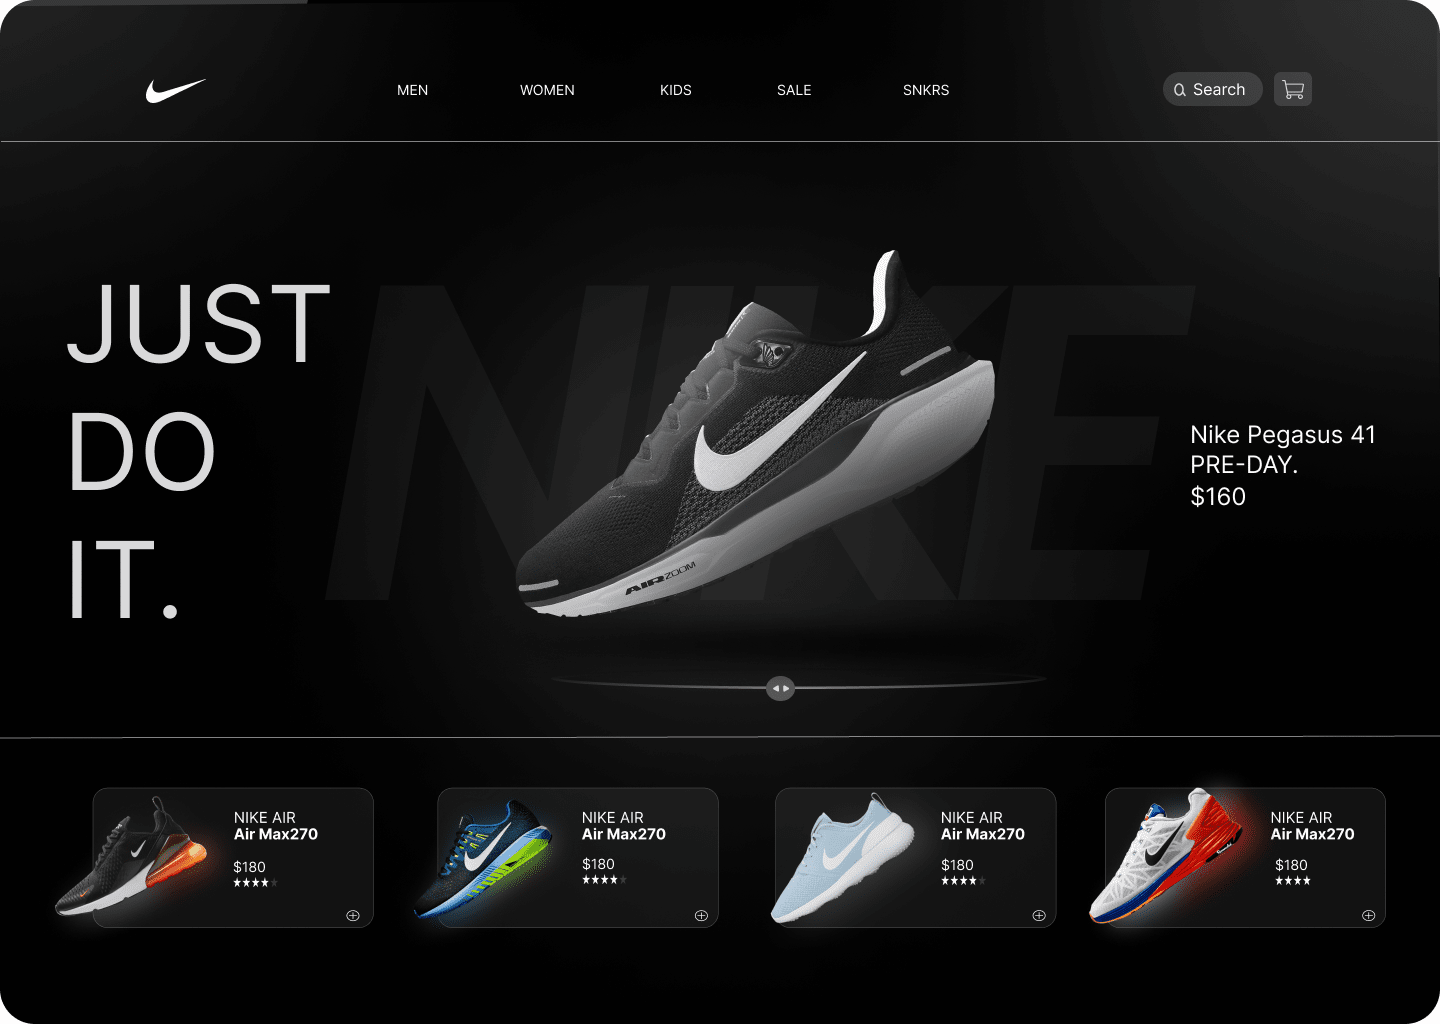 MEN
WOMEN
KIDS
SALE
SNKRS
Search
NIKE
JUST
DO
IT.
AIR ZOOM
Nike Pegasus 41
PRE-DAY.
$160
NIKE AIR
Air Max270
$180
NIKE AIR
Air Max270
$180
NIKE AIR
Air Max270
$180
NIKE AIR
Air Max270
$180